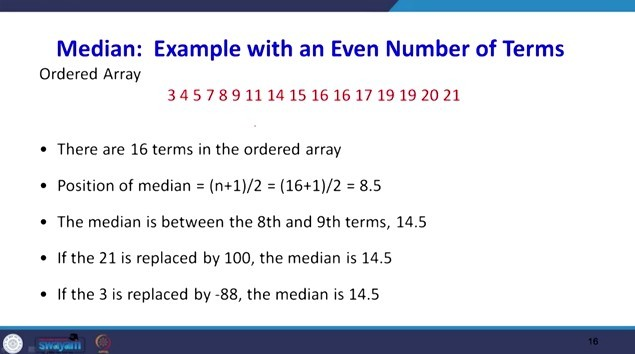 Median: Example with an Even Number of Terms
Ordered Array
3 4 5 7 8 9 11 14 15 16 16 17 19 19 20 21
• There are 16 terms in the ordered array
• Position of median = (n+1)/2 = (16+1)/2 = 8.5
• The median is between the 8th and 9th terms, 14.5
• If the 21 is replaced by 100, the median is 14.5
• If the 3 is replaced by -88, the median is 14.5
swayam
16